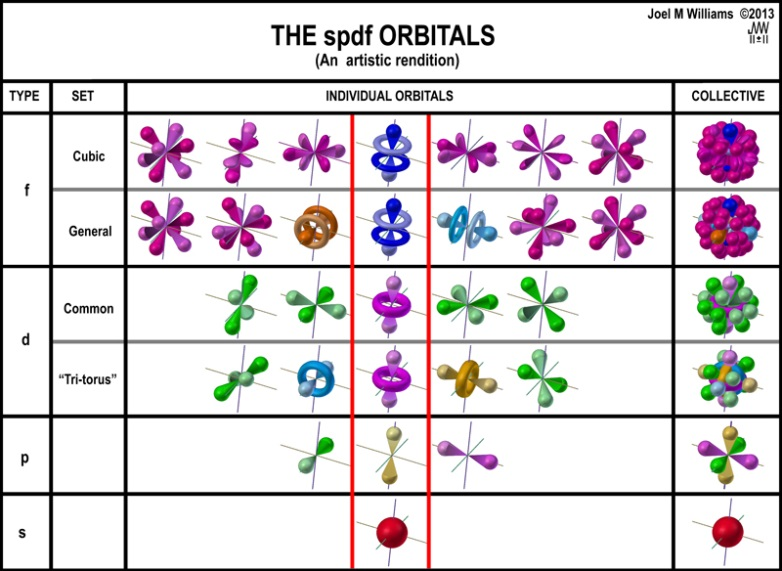 Joel M Williams ©2013
THE spdf ORBITALS
(An artistic rendition)
TYPE SET INDIVIDUAL ORBITALS COLLECTIVE
f
Cubic
General
d
Common
“Tri-torus”
p
s